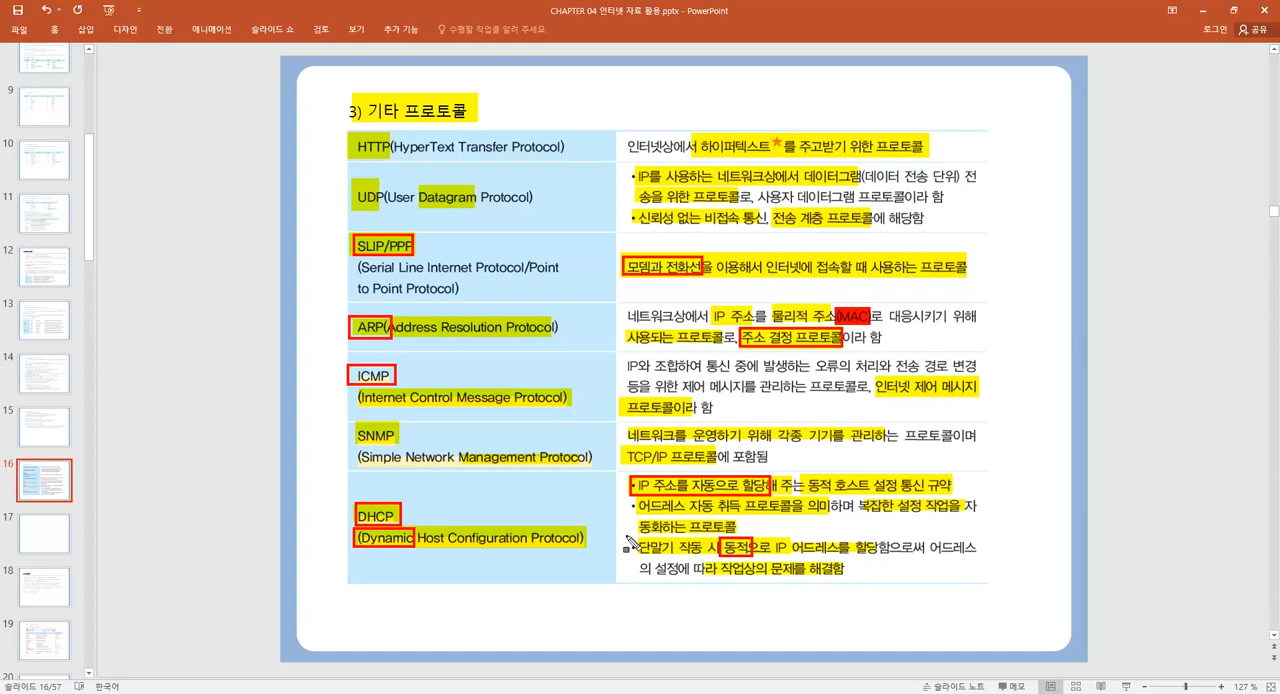 CHAPTER 04 인터넷 자료 활용.pptx - PowerPoint
파일 홈 삽입 디자인 전환 애니메이션 슬라이드 쇼 검토 보기 추가 기능 수행할 작업을 알려 주세요. 로그인 공유
9
10
11
12
13
14
15
16
17
18
19
20
3) 기타 프로토콜
HTTP(HyperText Transfer Protocol)
인터넷상에서 하이퍼텍스트★를 주고받기 위한 프로토콜
UDP(User Datagram Protocol)
• IP를 사용하는 네트워크상에서 데이터그램(데이터 전송 단위) 전
송을 위한 프로토콜로, 사용자 데이터그램 프로토콜이라 함
• 신뢰성 없는 비접속 통신, 전송 계층 프로토콜에 해당함
SLIP/PPP
(Serial Line Internet Protocol/Point
to Point Protocol)
모뎀과 전화선을 이용해서 인터넷에 접속할 때 사용하는 프로토콜
ARP(Address Resolution Protocol)
네트워크상에서 IP 주소를 물리적 주소(MAC)로 대응시키기 위해
사용되는 프로토콜로, 주소 결정 프로토콜이라 함
ICMP
(Internet Control Message Protocol)
IP와 조합하여 통신 중에 발생하는 오류의 처리와 전송 경로 변경
등을 위한 제어 메시지를 관리하는 프로토콜로, 인터넷 제어 메시지
프로토콜이라 함
SNMP
(Simple Network Management Protocol)
네트워크를 운영하기 위해 각종 기기를 관리하는 프로토콜이며
TCP/IP 프로토콜에 포함됨
DHCP
(Dynamic Host Configuration Protocol)
• IP 주소를 자동으로 할당해 주는 동적 호스트 설정 통신 규약
• 어드레스 자동 취득 프로토콜을 의미하며 복잡한 설정 작업을 자
동화하는 프로토콜
• 단말기 작동 시 동적으로 IP 어드레스를 할당함으로써 어드레스
의 설정에 따라 작업상의 문제를 해결함
슬라이드 16/57 한국어 슬라이드 노트 메모 127 %